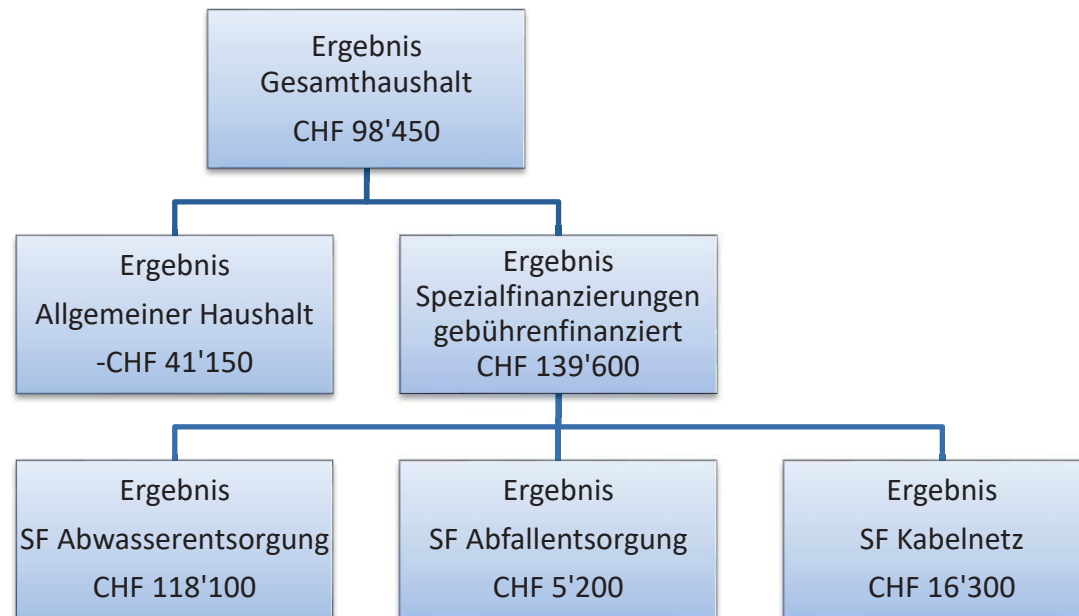 Ergebnis
Gesamthaushalt
CHF 98'450
Ergebnis
Allgemeiner Haushalt
-CHF 41'150
Ergebnis
Spezialfinanzierungen
gebührenfinanziert
CHF 139'600
Ergebnis
SF Abwasserentsorgung
CHF 118'100
Ergebnis
SF Abfallentsorgung
CHF 5'200
Ergebnis
SF Kabelnetz
CHF 16'300